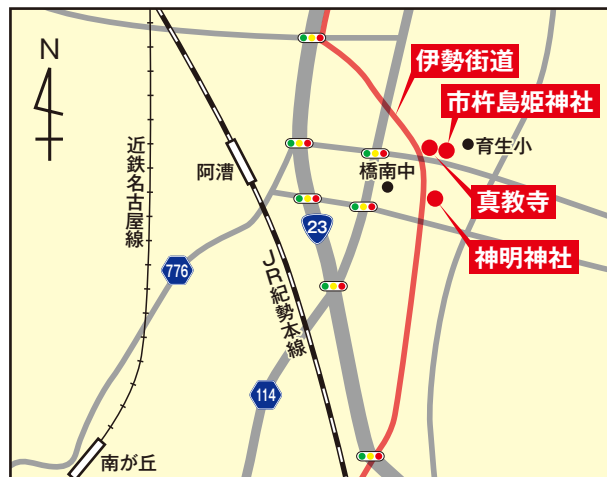 N
伊勢街道
市杵島姫神社
育生小
近鉄名古屋線
阿漕
橋南中
真教寺
23
神明神社
776
JR紀勢本線
114
南が丘